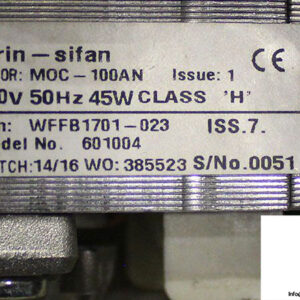 rin-sifan CE
OR: MOC-100AN Issue: 1
0V 50Hz 45W CLASS 'H'
n: WFFB1701-023 ISS.7.
del No. 601004
TCH:14/16 WO: 385523 S/No.0051